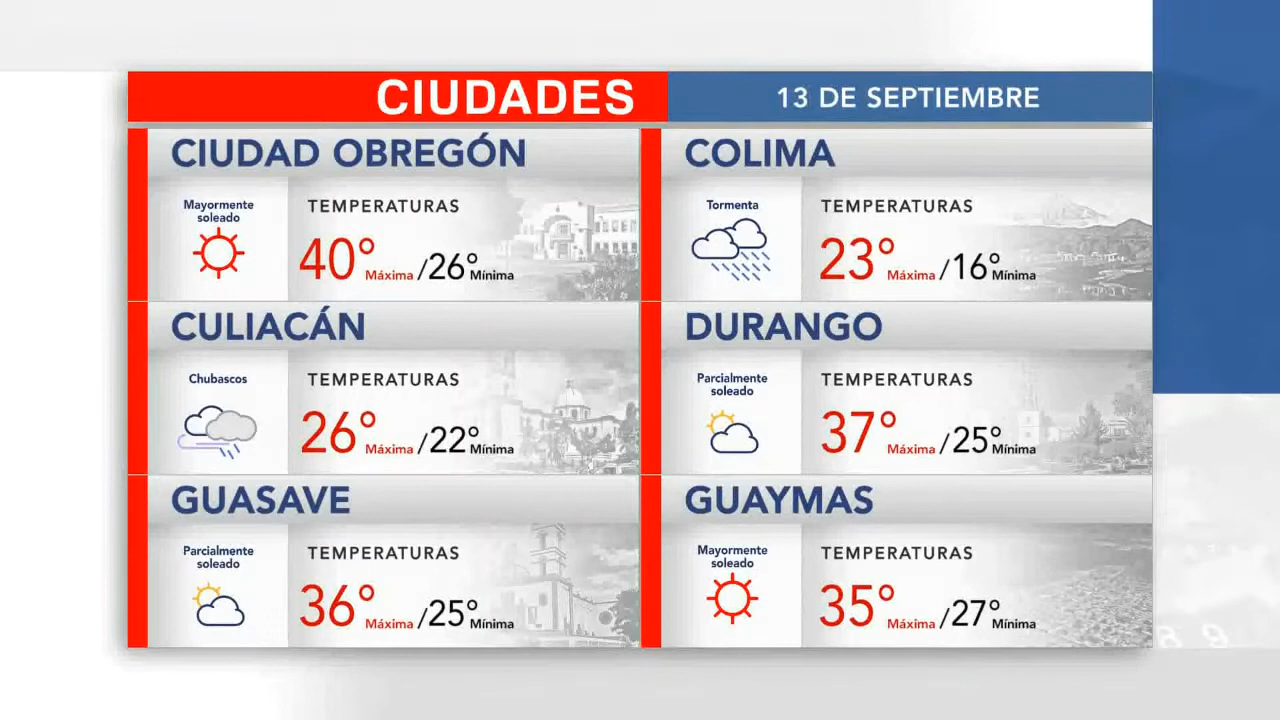 CIUDADES
13 DE SEPTIEMBRE
CIUDAD OBREGÓN
Mayormente
soleado
TEMPERATURAS
40° Máxima /26° Mínima
COLIMA
Tormenta
TEMPERATURAS
23° Máxima /16° Mínima
CULIACÁN
Chubascos
TEMPERATURAS
26° Máxima /22° Mínima
DURANGO
Parcialmente
soleado
TEMPERATURAS
37° Máxima /25° Mínima
GUASAVE
Parcialmente
soleado
TEMPERATURAS
36° Máxima /25° Mínima
GUAYMAS
Mayormente
soleado
TEMPERATURAS
35° Máxima /27° Mínima